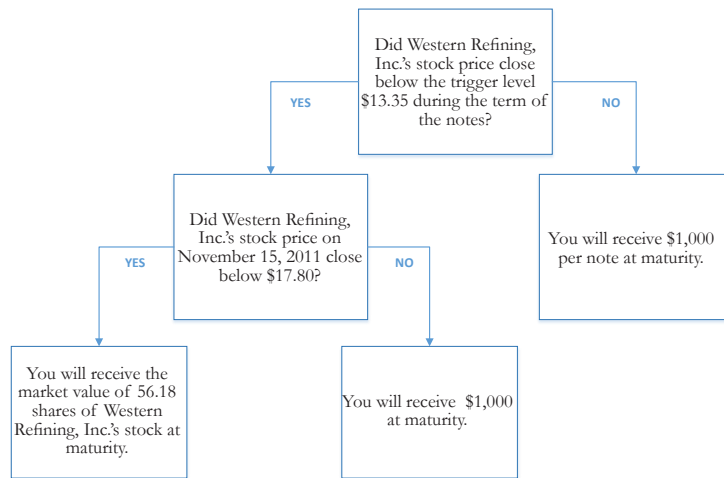 Did Western Refining,
Inc.'s stock price close
below the trigger level
$13.35 during the term of
the notes?
YES
NO
Did Western Refining,
Inc.'s stock price on
November 15, 2011 close
below $17.80?
You will receive $1,000
per note at maturity.
YES
NO
You will receive the
market value of 56.18
shares of Western
Refining, Inc.'s stock at
maturity.
You will receive $1,000
at maturity.